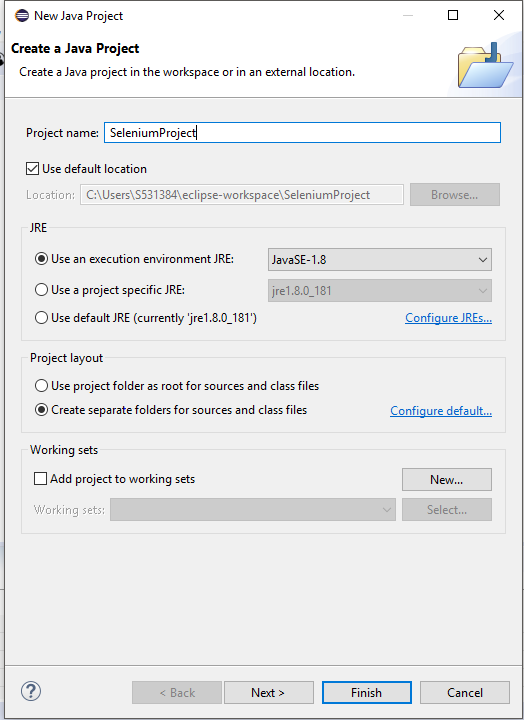 New Java Project
Create a Java Project
Create a Java project in the workspace or in an external location.
Project name: SeleniumProject
Use default location
Location: C:\Users\S531384\eclipse-workspace\SeleniumProject Browse...
JRE
Use an execution environment JRE: JavaSE-1.8
Use a project specific JRE: jre1.8.0_181
Use default JRE (currently 'jre1.8.0_181') Configure JREs...
Project layout
Use project folder as root for sources and class files
Create separate folders for sources and class files Configure default...
Working sets
Add project to working sets New...
Working sets: Select...
? < Back Next > Finish Cancel